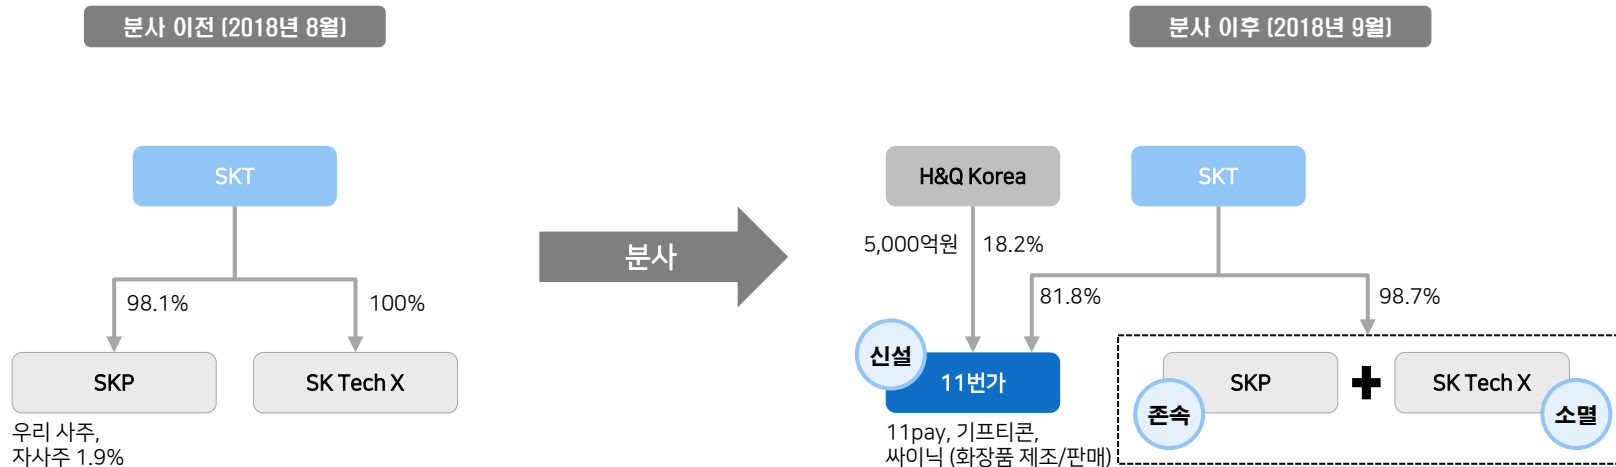 분사 이전 (2018년 8월)
SKT
98.1%
100%
SKP
SK Tech X
우리 사주,
자사주 1.9%
분사
분사 이후 (2018년 9월)
H&Q Korea
SKT
5,000억원
18.2%
81.8%
98.7%
신설
11번가
11pay, 기프티콘,
싸이닉 (화장품 제조/판매)
SKP
+
SK Tech X
존속
소멸